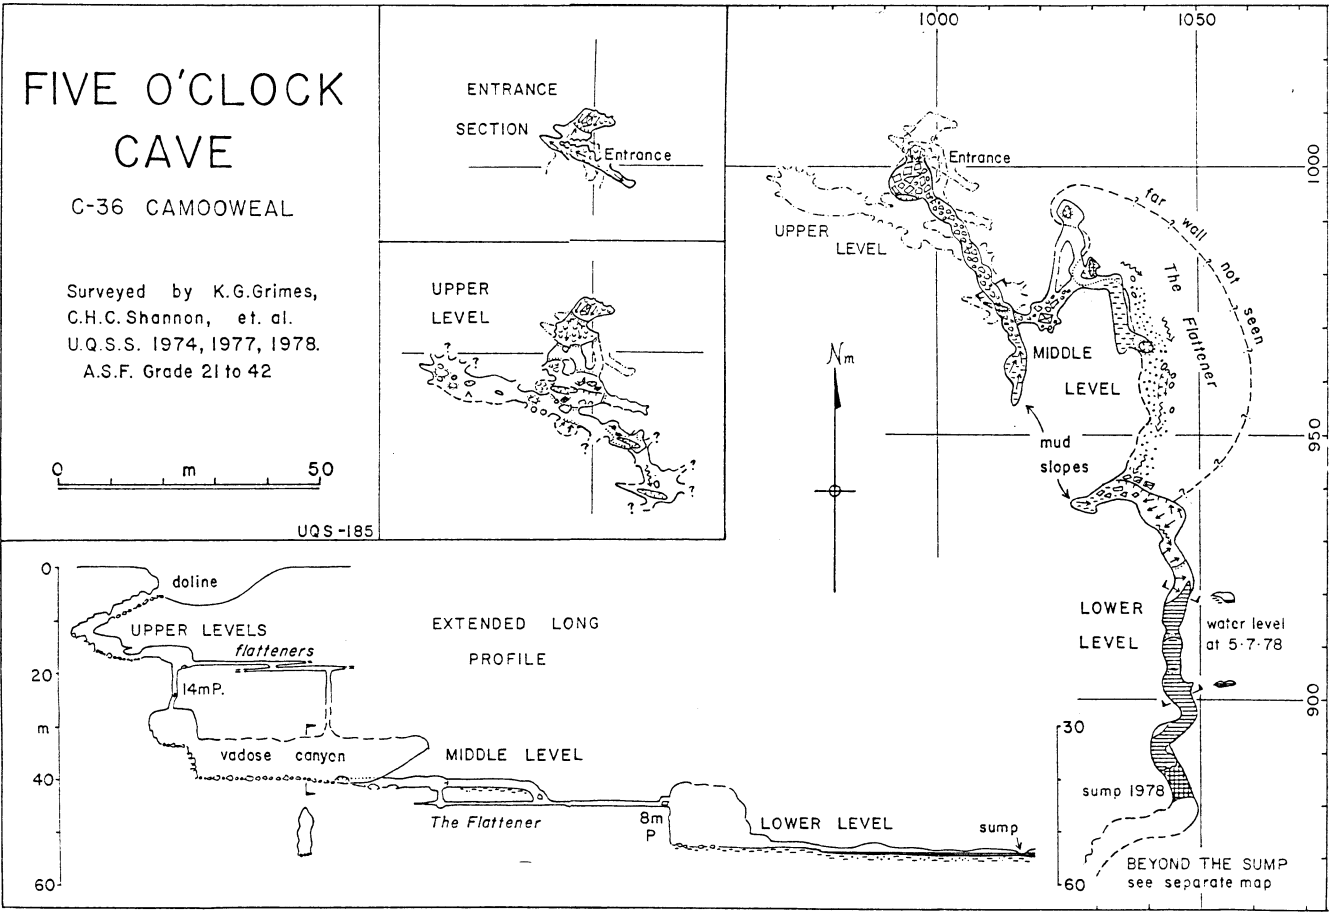 FIVE O'CLOCK
CAVE
C-36 CAMOOWEAL
Surveyed by K.G.Grimes,
C.H.C. Shannon, et. al.
U.Q.S.S. 1974, 1977, 1978.
A.S.F. Grade 21 to 42
0 m 50
UQS-185
ENTRANCE
SECTION
Entrance
UPPER
LEVEL
?
?
?
?
?
?
?
1000
1050
1000
950
900
Entrance
UPPER
LEVEL
far wall not seen
?
?
?
?
?
?
The Flattener
MIDDLE
LEVEL
Nm
mud
slopes
LOWER
LEVEL
water level
at 5·7·78
sump 1978
BEYOND THE SUMP
see separate map
EXTENDED LONG
PROFILE
0
20
m
40
60
doline
UPPER LEVELS
flatteners
14mP.
vadose canyon
MIDDLE LEVEL
The Flattener
8m
P
LOWER LEVEL
sump
30
60